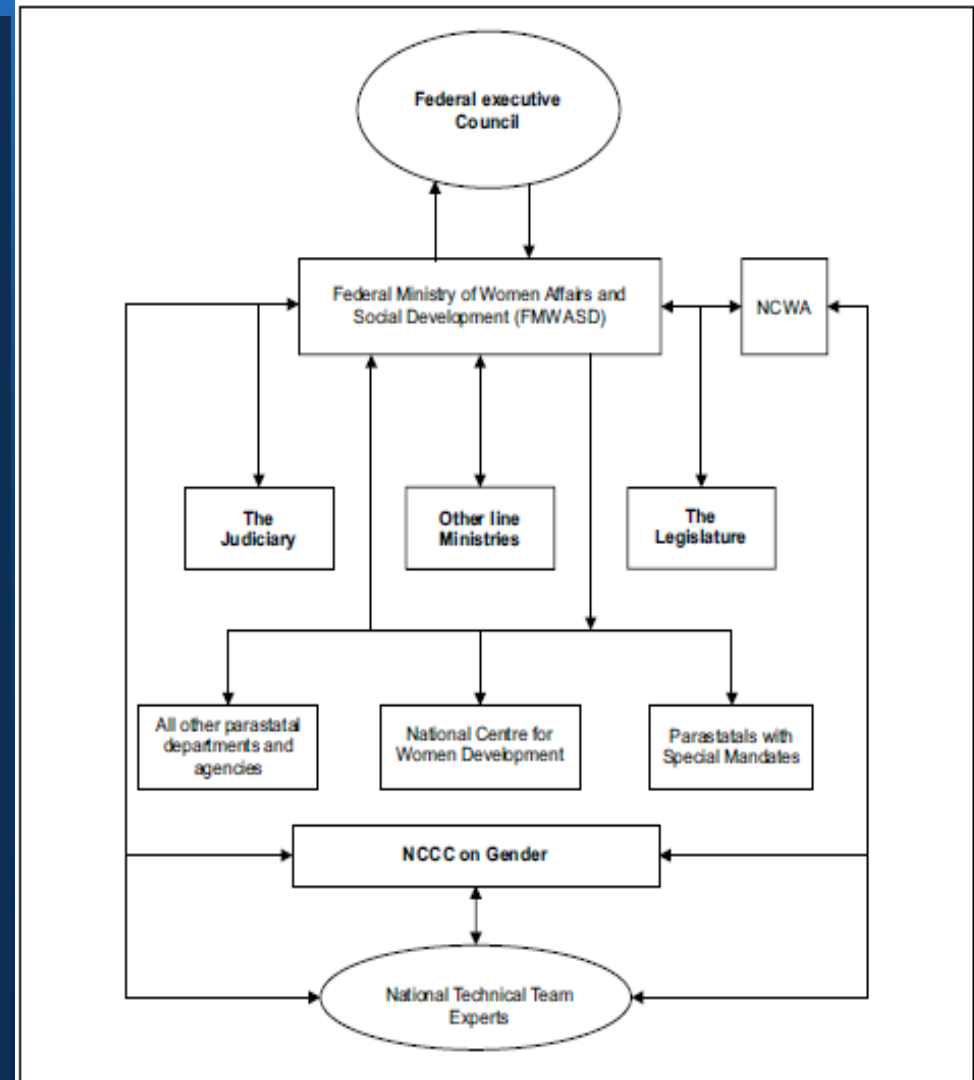 Federal executive
Council
Federal Ministry of Women Affairs and
Social Development (FMWASD)
NCWA
The
Judiciary
Other line
Ministries
The
Legislature
All other parastatal
departments and
agencies
National Centre for
Women Development
Parastatals with
Special Mandates
NCCC on Gender
National Technical Team
Experts